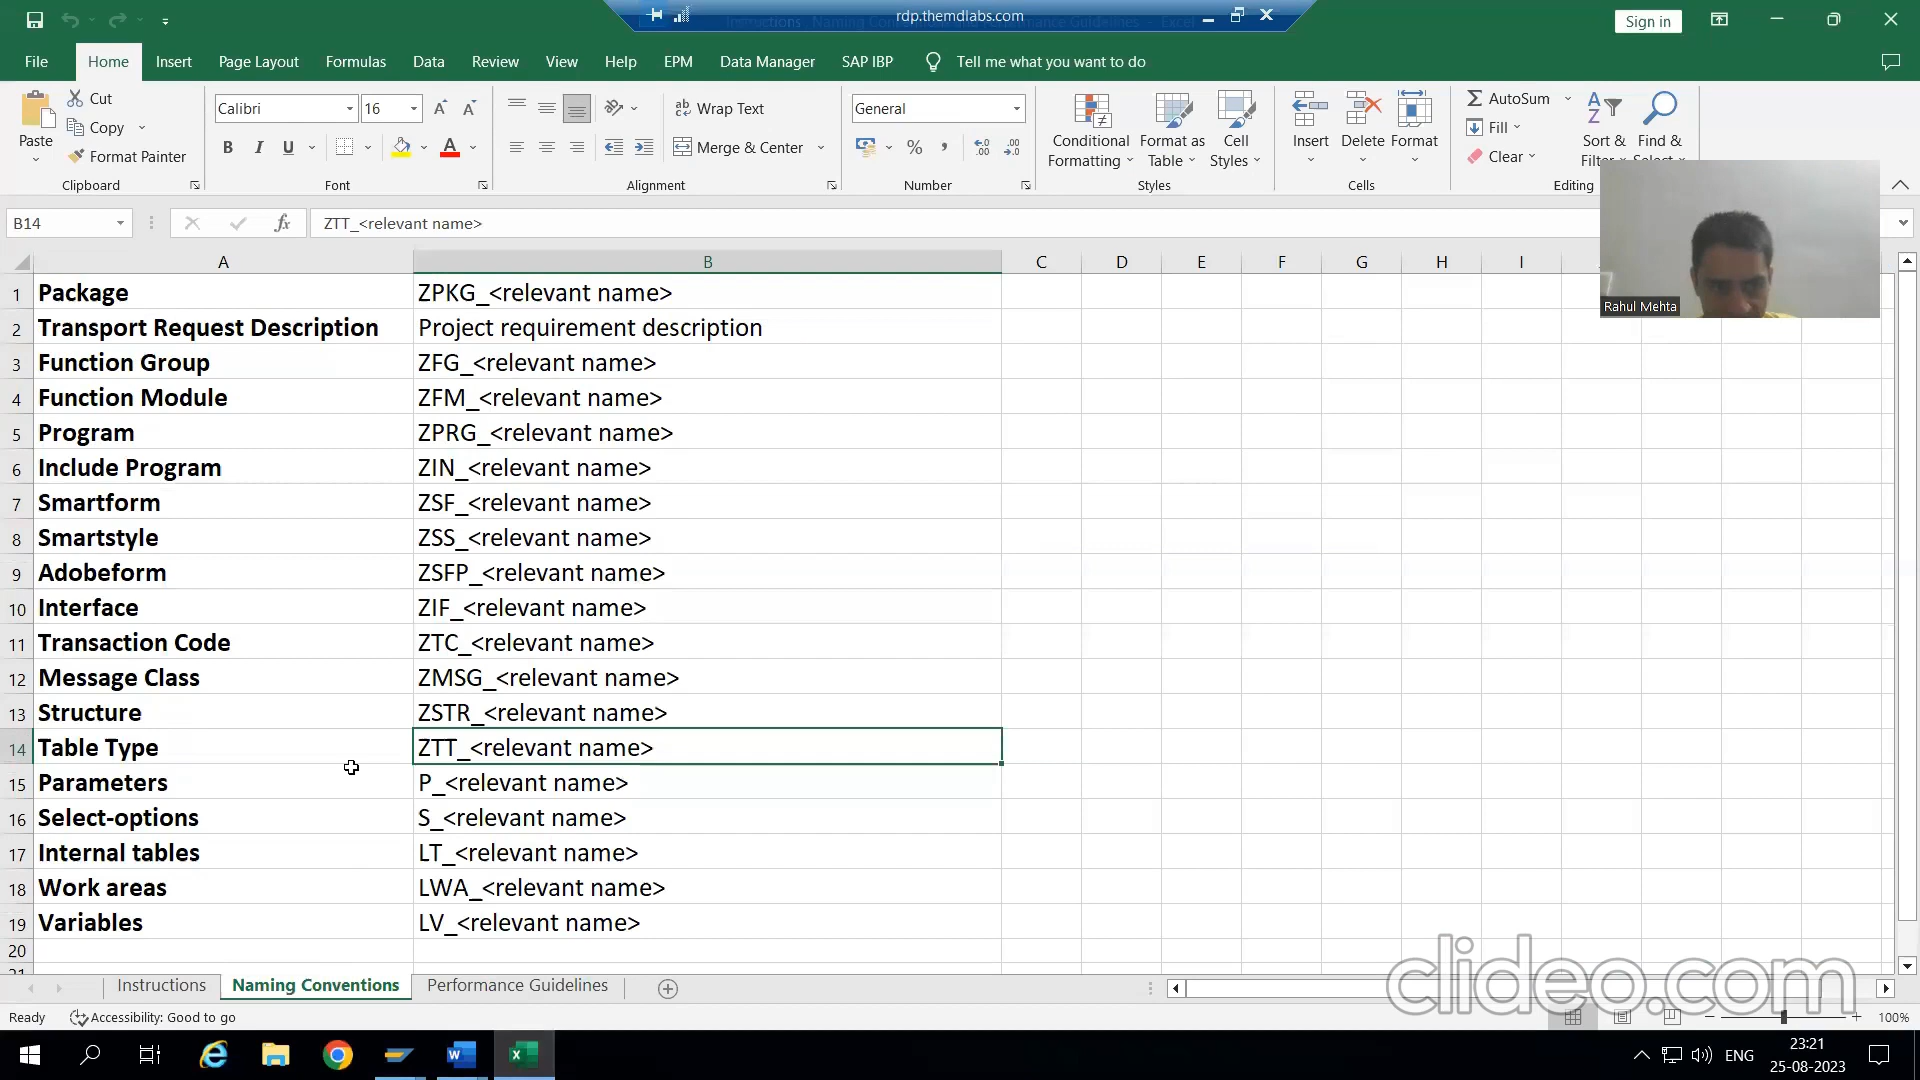 rdp.themdlabs.com
Sign in
File Home Insert Page Layout Formulas Data Review View Help EPM Data Manager SAP IBP Tell me what you want to do
Paste
Cut
Copy
Format Painter
Clipboard
Calibri 16
B I U
Font
Wrap Text
Merge & Center
Alignment
General
Number
Conditional Formatting
Format as Table
Cell Styles
Styles
Insert Delete Format
Cells
AutoSum
Fill
Clear
Sort & Filter
Find & Select
Editing
B14 fx ZTT_<relevant name>
Rahul Mehta
A B C D E F G H I
1 Package ZPKG_<relevant name>
2 Transport Request Description Project requirement description
3 Function Group ZFG_<relevant name>
4 Function Module ZFM_<relevant name>
5 Program ZPRG_<relevant name>
6 Include Program ZIN_<relevant name>
7 Smartform ZSF_<relevant name>
8 Smartstyle ZSS_<relevant name>
9 Adobeform ZSFP_<relevant name>
10 Interface ZIF_<relevant name>
11 Transaction Code ZTC_<relevant name>
12 Message Class ZMSG_<relevant name>
13 Structure ZSTR_<relevant name>
14 Table Type ZTT_<relevant name>
15 Parameters P_<relevant name>
16 Select-options S_<relevant name>
17 Internal tables LT_<relevant name>
18 Work areas LWA_<relevant name>
19 Variables LV_<relevant name>
20
21
Instructions Naming Conventions Performance Guidelines
clideo.com
Ready Accessibility: Good to go 100%
ENG
23:21
25-08-2023